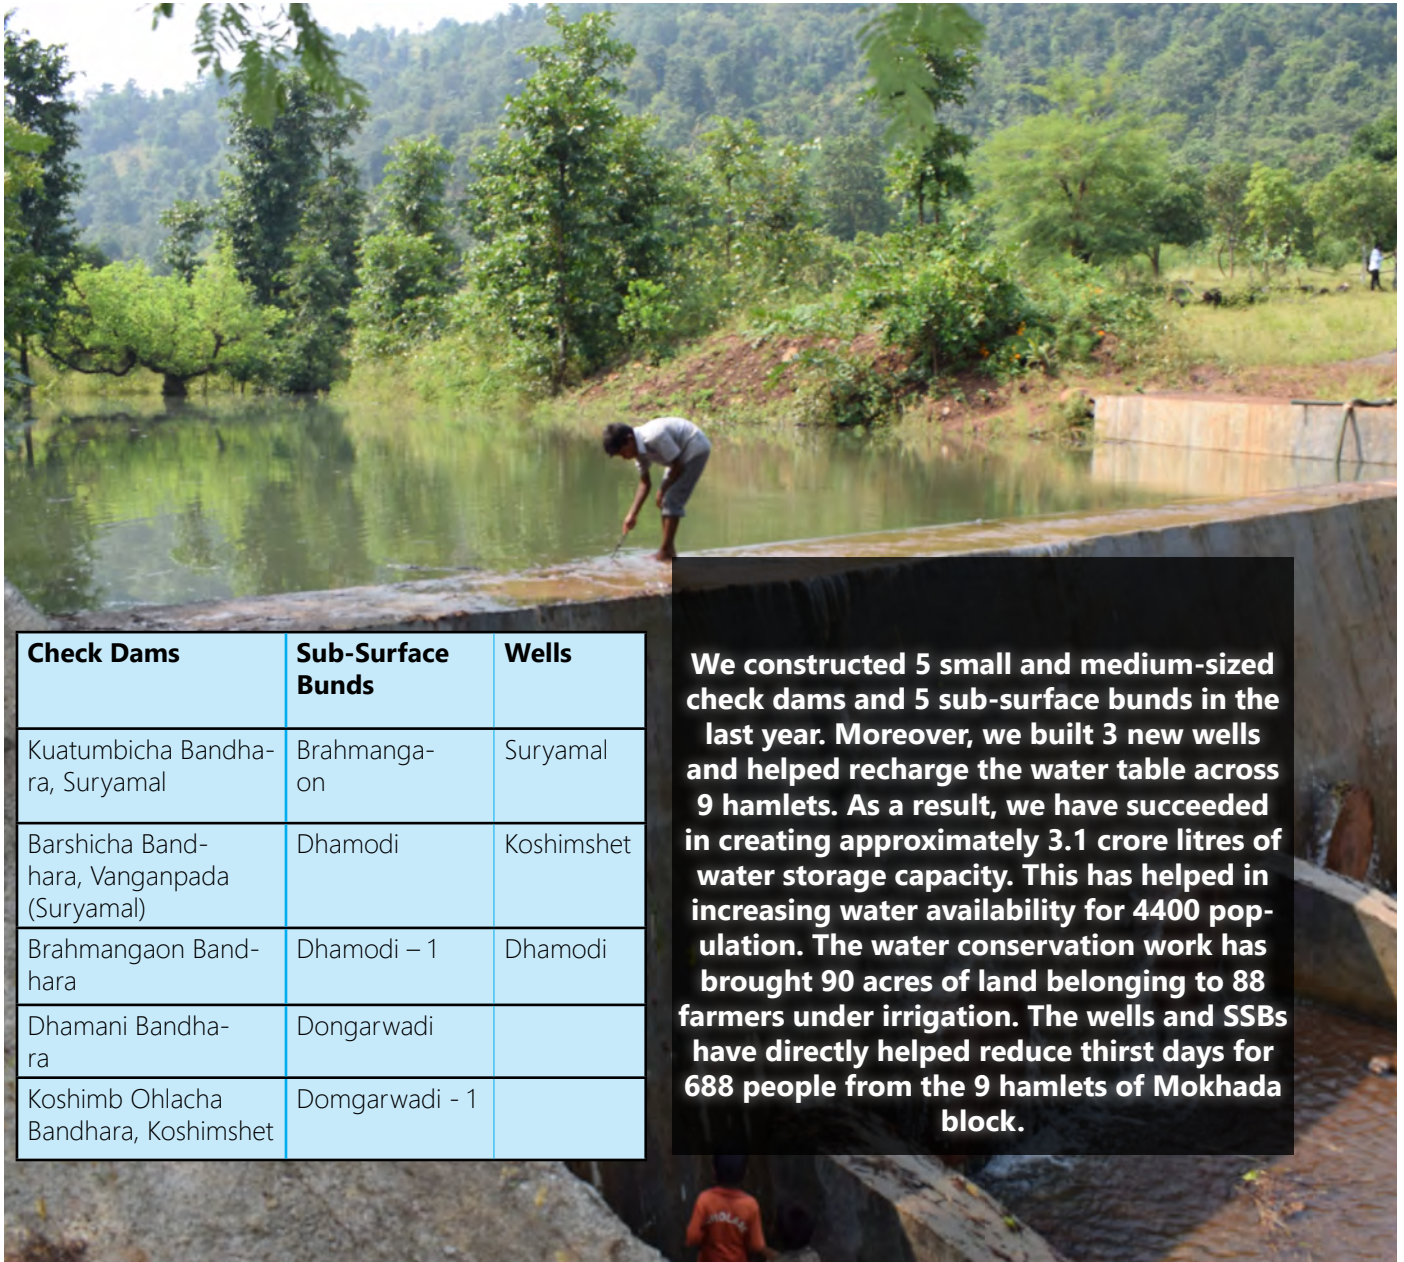 Check Dams
Sub-Surface
Bunds
Wells
Kuatumbicha Bandha-
ra, Suryamal
Brahmanga-
on
Suryamal
Barshicha Band-
hara, Vanganpada
(Suryamal)
Dhamodi
Koshimshet
Brahmangaon Band-
hara
Dhamodi – 1
Dhamodi
Dhamani Bandha-
ra
Dongarwadi
Koshimb Ohlacha
Bandhara, Koshimshet
Domgarwadi - 1
We constructed 5 small and medium-sized
check dams and 5 sub-surface bunds in the
last year. Moreover, we built 3 new wells
and helped recharge the water table across
9 hamlets. As a result, we have succeeded
in creating approximately 3.1 crore litres of
water storage capacity. This has helped in
increasing water availability for 4400 pop-
ulation. The water conservation work has
brought 90 acres of land belonging to 88
farmers under irrigation. The wells and SSBs
have directly helped reduce thirst days for
688 people from the 9 hamlets of Mokhada
block.